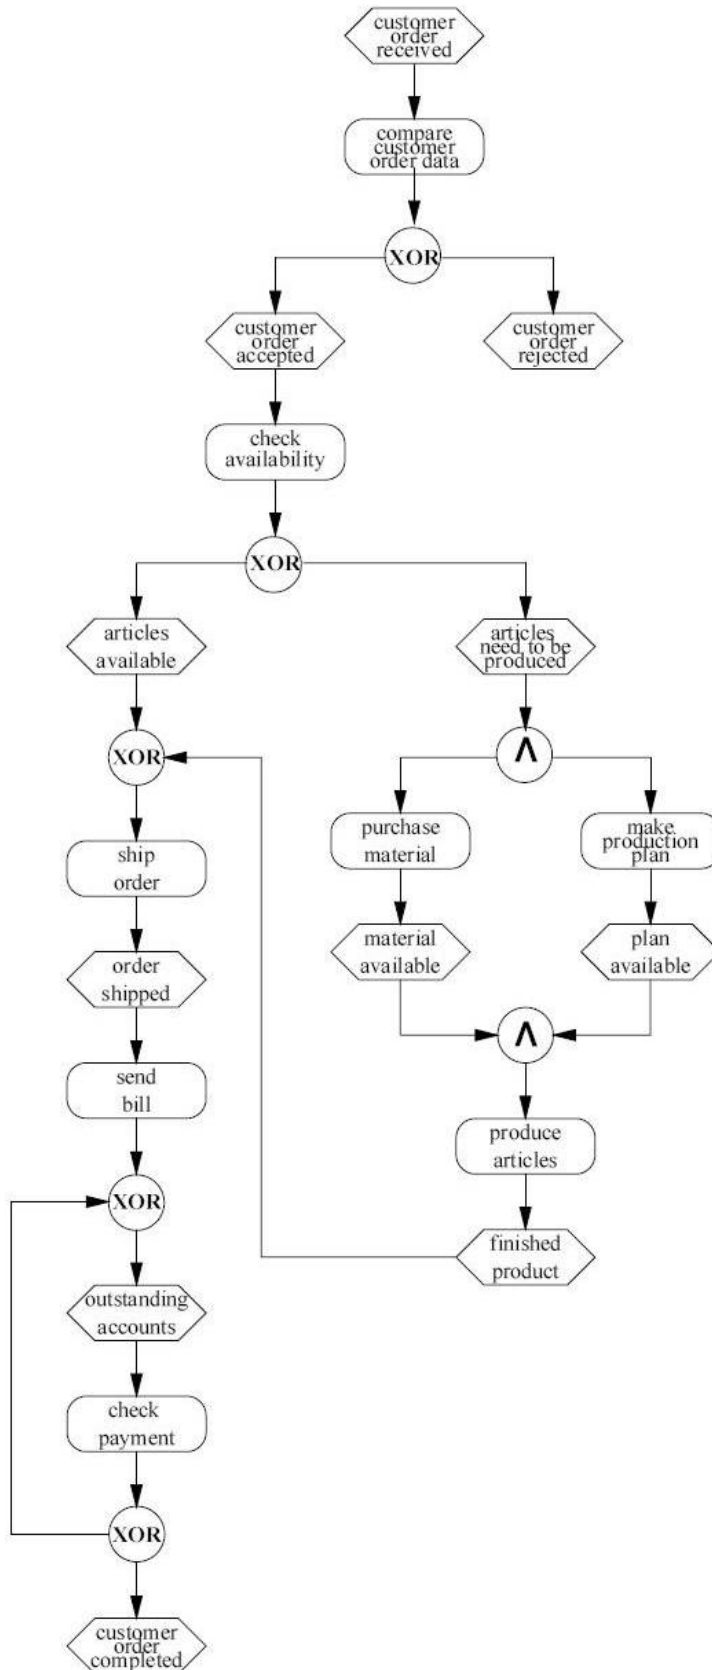 customer
order
received
compare
customer
order data
XOR
customer
order
accepted
customer
order
rejected
check
availability
XOR
articles
available
articles
need to be
produced
XOR
∧
purchase
material
make
production
plan
ship
order
material
available
plan
available
order
shipped
∧
send
bill
produce
articles
XOR
finished
product
outstanding
accounts
check
payment
XOR
customer
order
completed